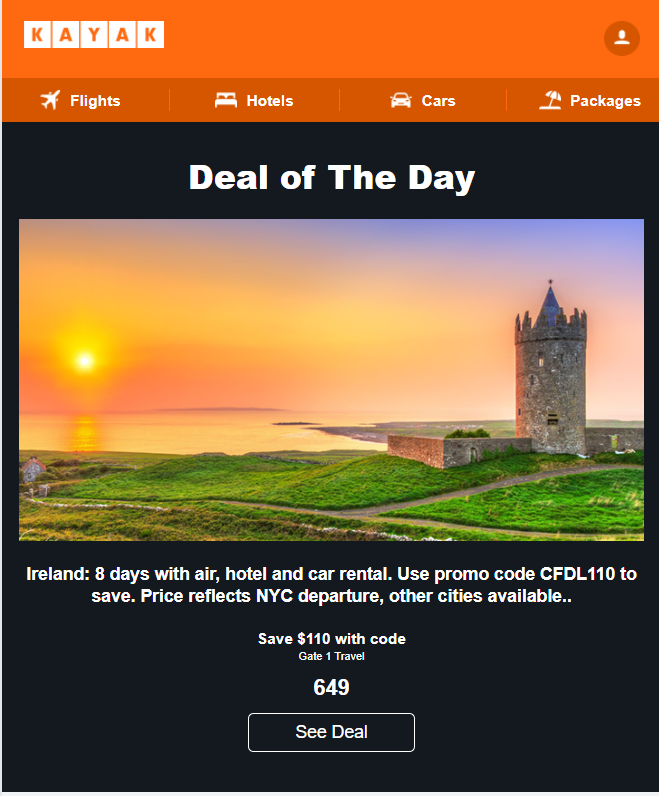 KAYAK
Flights
Hotels
Cars
Packages
Deal of The Day
Ireland: 8 days with air, hotel and car rental. Use promo code CFDL110 to
save. Price reflects NYC departure, other cities available..
Save $110 with code
Gate 1 Travel
649
See Deal